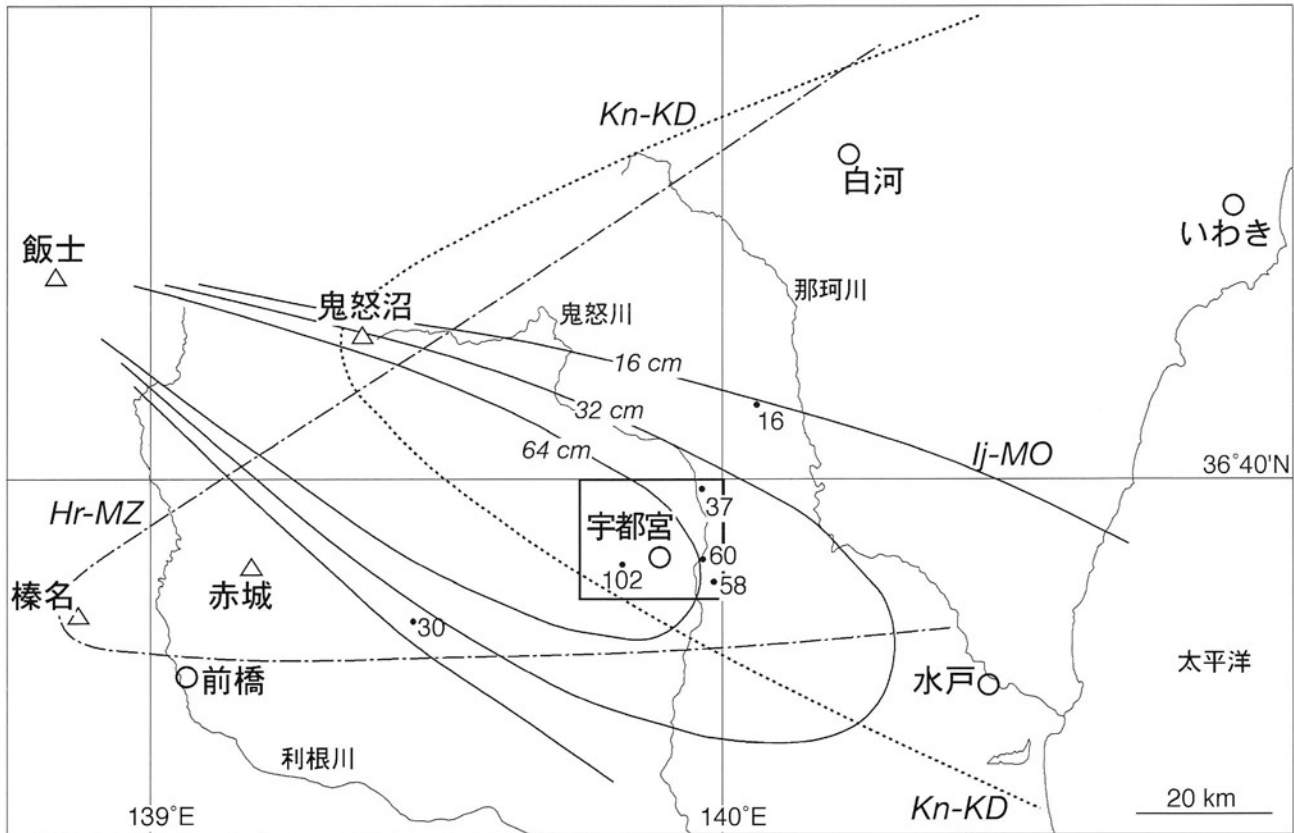 Kn-KD
白河
いわき
飯士
鬼怒沼
鬼怒川
那珂川
16 cm
32 cm
64 cm
16
Ij-MO
36°40'N
Hr-MZ
37
宇都宮
60
102
58
榛名
赤城
30
前橋
水戸
太平洋
利根川
Kn-KD
20 km
139°E
140°E